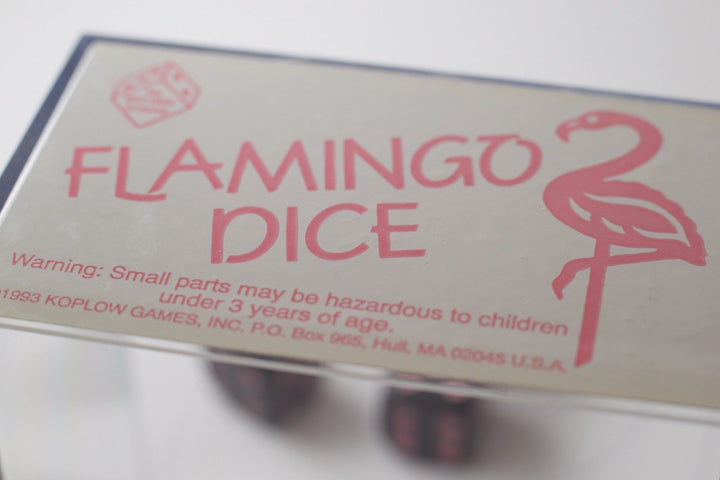 FLAMINGO
DICE
Warning: Small parts may be hazardous to children
under 3 years of age.
©1993 KOPLOW GAMES, INC. P.O. Box 965, Hull, MA 02045 U.S.A.